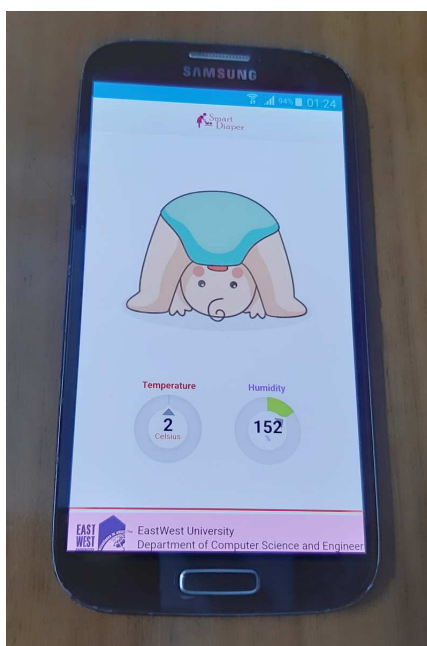 SAMSUNG
94% 01:24
Smart
Diaper
Temperature
2
Celsius
Humidity
152
%
EAST
WEST
EastWest University
Department of Computer Science and Engineer